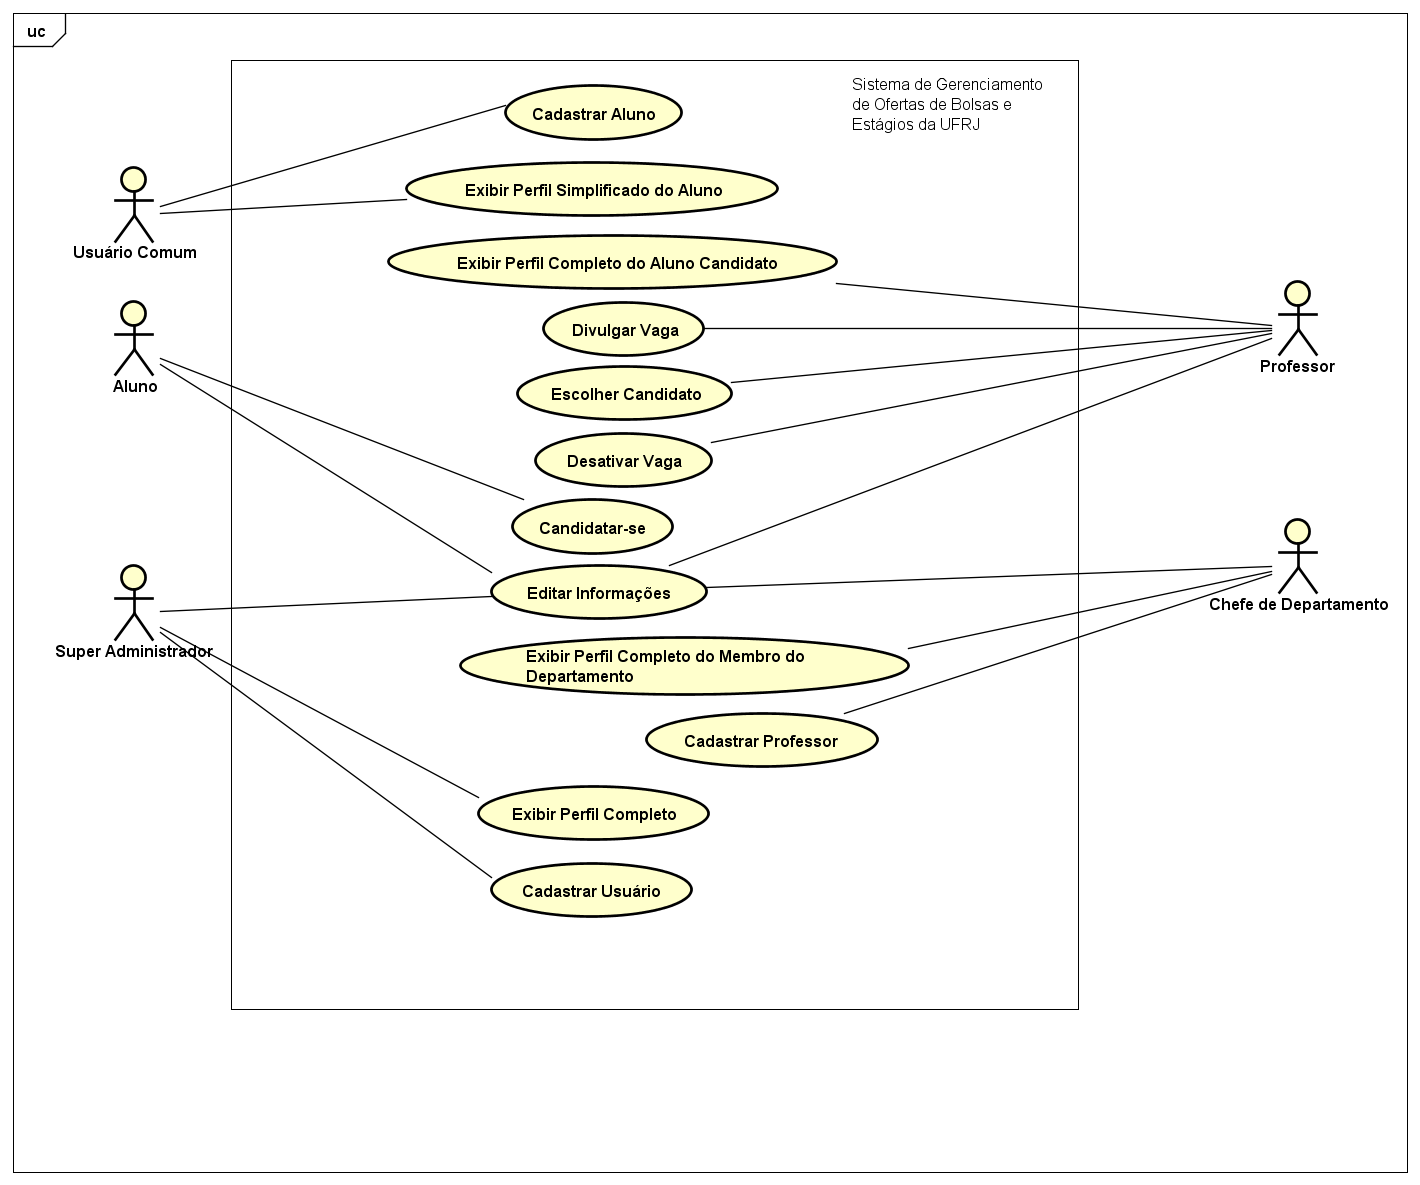 uc
Sistema de Gerenciamento
de Ofertas de Bolsas e
Estágios da UFRJ
Cadastrar Aluno
Exibir Perfil Simplificado do Aluno
Usuário Comum
Exibir Perfil Completo do Aluno Candidato
Divulgar Vaga
Professor
Aluno
Escolher Candidato
Desativar Vaga
Candidatar-se
Editar Informações
Chefe de Departamento
Super Administrador
Exibir Perfil Completo do Membro do
Departamento
Cadastrar Professor
Exibir Perfil Completo
Cadastrar Usuário